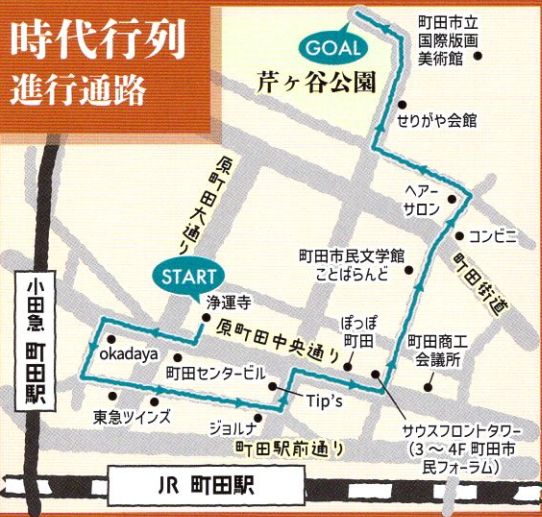 時代行列
進行通路
GOAL
芹ヶ谷公園
町田市立
国際版画
美術館
せりがや会館
原町田大通り
ヘアー
サロン
コンビニ
町田街道
町田市民文学館
ことばらんど
START
浄運寺
原町田中央通り
ぽっぽ
町田
町田商工
会議所
小田急 町田駅
okadaya
町田センタービル
Tip's
東急ツインズ
ジョルナ
町田駅前通り
サウスフロントタワー
(3 ～ 4F 町田市
民フォーラム)
JR 町田駅